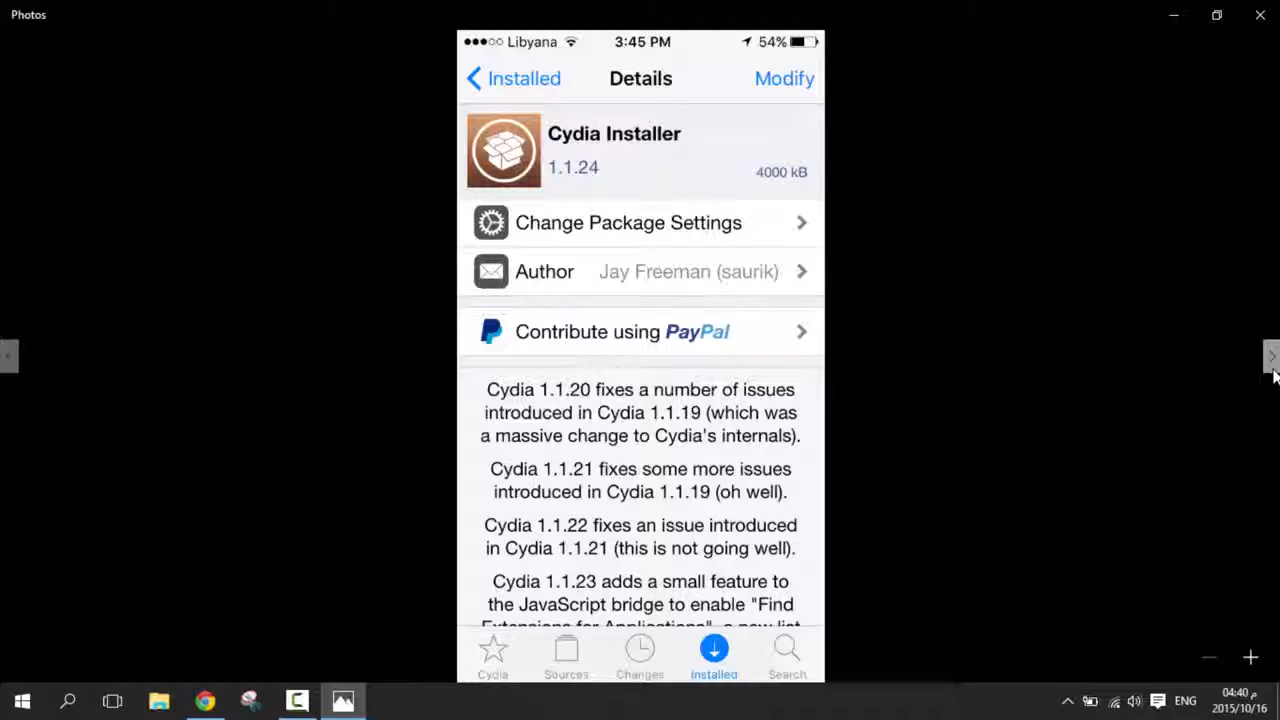 Photos
Libyana
3:45 PM
54%
Installed
Details
Modify
Cydia Installer
1.1.24
4000 kB
Change Package Settings
Author
Jay Freeman (saurik)
Contribute using PayPal
Cydia 1.1.20 fixes a number of issues
introduced in Cydia 1.1.19 (which was
a massive change to Cydia's internals).
Cydia 1.1.21 fixes some more issues
introduced in Cydia 1.1.19 (oh well).
Cydia 1.1.22 fixes an issue introduced
in Cydia 1.1.21 (this is not going well).
Cydia 1.1.23 adds a small feature to
the JavaScript bridge to enable "Find
Extensions for Applications", a new list
Cydia
Sources
Changes
Installed
Search
ENG
04:40 م
2015/10/16